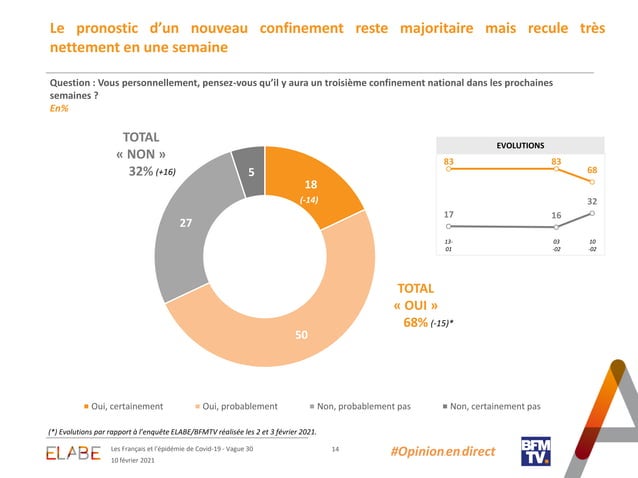 Le pronostic d’un nouveau confinement reste majoritaire mais recule très
nettement en une semaine
Question : Vous personnellement, pensez-vous qu’il y aura un troisième confinement national dans les prochaines
semaines ?
En%
TOTAL
« NON »
32% (+16)
5
18
(-14)
27
50
TOTAL
« OUI »
68% (-15)*
EVOLUTIONS
83 83 68
17 16 32
13-
01
03
-02
10
-02
Oui, certainement Oui, probablement Non, probablement pas Non, certainement pas
(*) Evolutions par rapport à l’enquête ELABE/BFMTV réalisée les 2 et 3 février 2021.
ELABE
Les Français et l’épidémie de Covid-19 - Vague 30
10 février 2021
14
#Opinion en direct
BFM
TV.